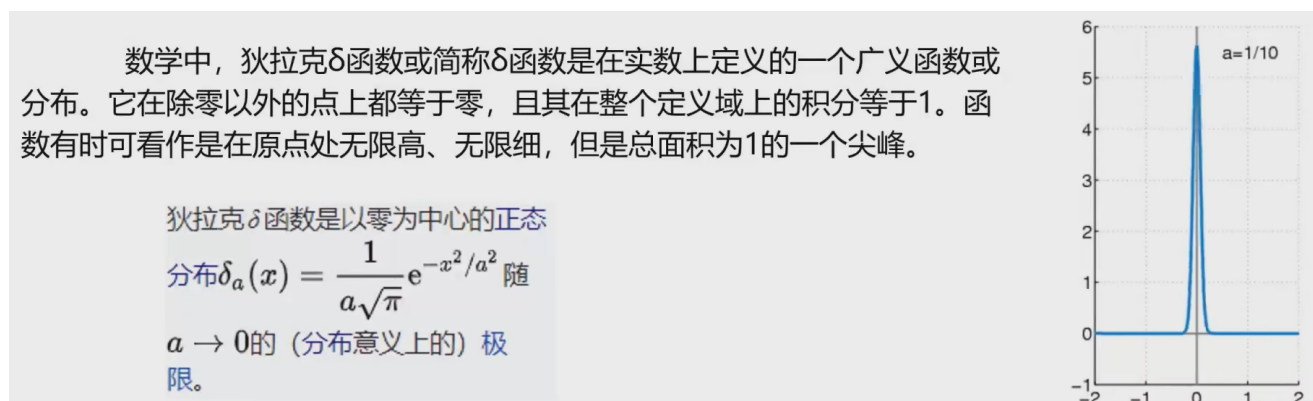 数学中，狄拉克δ函数或简称δ函数是在实数上定义的一个广义函数或
分布。它在除零以外的点上都等于零，且其在整个定义域上的积分等于1。函
数有时可看作是在原点处无限高、无限细，但是总面积为1的一个尖峰。
狄拉克δ函数是以零为中心的正态
分布δₐ(x) = 1/(a√π) e^(-x²/a²) 随
a → 0的（分布意义上的）极
限。
a=1/10
6
5
4
3
2
1
0
−1
−2 −1 0 1 2